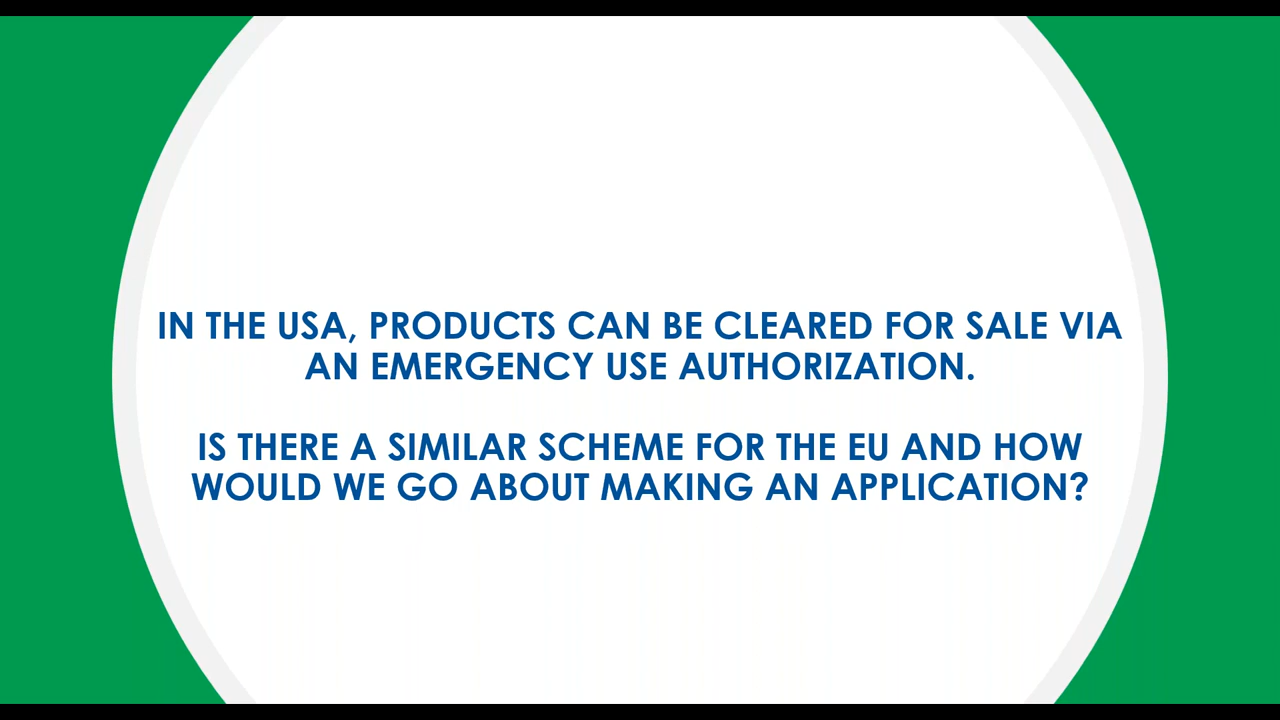 IN THE USA, PRODUCTS CAN BE CLEARED FOR SALE VIA
AN EMERGENCY USE AUTHORIZATION.
IS THERE A SIMILAR SCHEME FOR THE EU AND HOW
WOULD WE GO ABOUT MAKING AN APPLICATION?